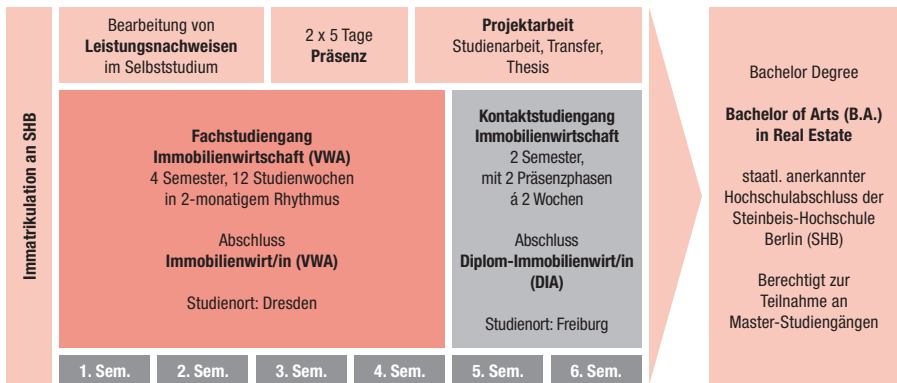 Immatrikulation an SHB
Bearbeitung von
Leistungsnachweisen
im Selbststudium
2 x 5 Tage
Präsenz
Projektarbeit
Studienarbeit, Transfer,
Thesis
Fachstudiengang
Immobilienwirtschaft (VWA)
4 Semester, 12 Studienwochen
in 2-monatigem Rhythmus
Abschluss
Immobilienwirt/in (VWA)
Studienort: Dresden
Kontaktstudiengang
Immobilienwirtschaft
2 Semester,
mit 2 Präsenzphasen
á 2 Wochen
Abschluss
Diplom-Immobilienwirt/in
(DIA)
Studienort: Freiburg
1. Sem.
2. Sem.
3. Sem.
4. Sem.
5. Sem.
6. Sem.
Bachelor Degree
Bachelor of Arts (B.A.)
in Real Estate
staatl. anerkannter
Hochschulabschluss der
Steinbeis-Hochschule
Berlin (SHB)
Berechtigt zur
Teilnahme an
Master-Studiengängen